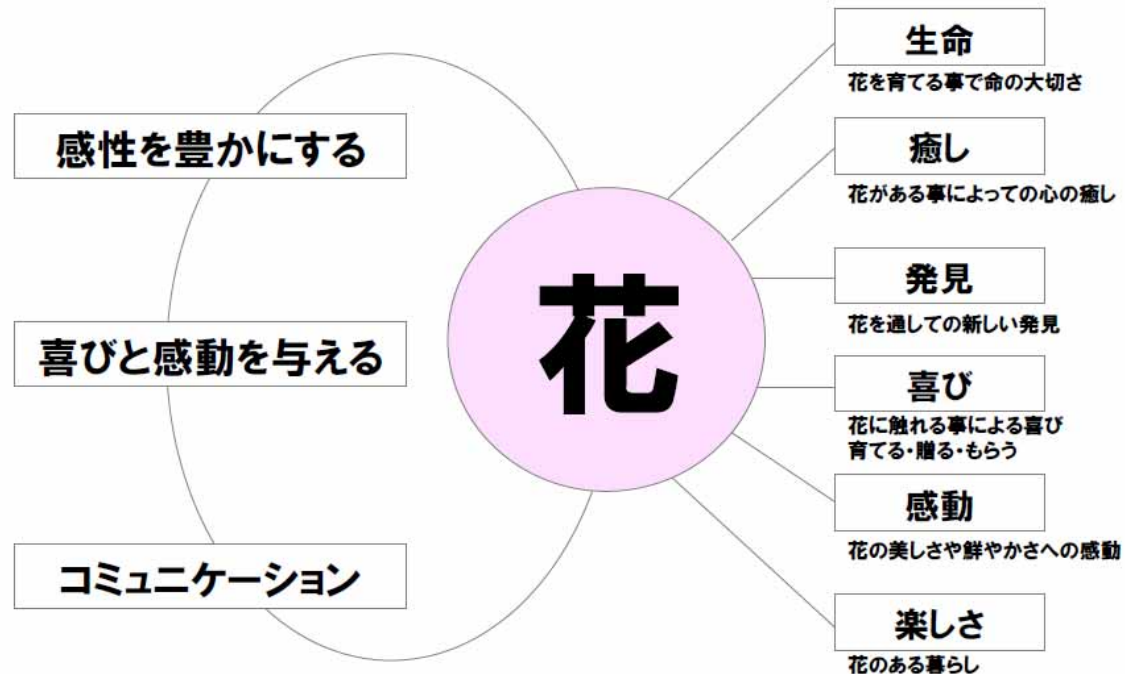 感性を豊かにする
喜びと感動を与える
コミュニケーション
花
生命
花を育てる事で命の大切さ
癒し
花がある事によっての心の癒し
発見
花を通しての新しい発見
喜び
花に触れる事による喜び
育てる・贈る・もらう
感動
花の美しさや鮮やかさへの感動
楽しさ
花のある暮らし